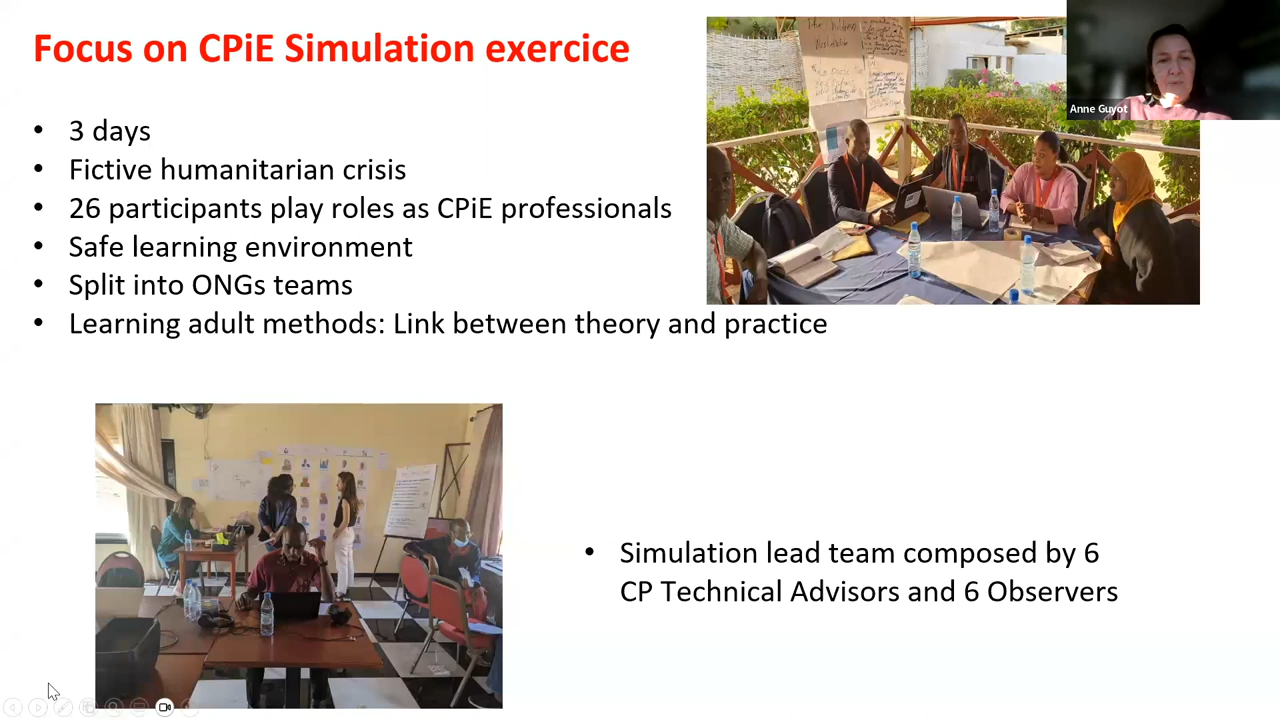 Focus on CPiE Simulation exercice
Anne Guyot
• 3 days
• Fictive humanitarian crisis
• 26 participants play roles as CPiE professionals
• Safe learning environment
• Split into ONGs teams
• Learning adult methods: Link between theory and practice
The Children
• Simulation lead team composed by 6
CP Technical Advisors and 6 Observers